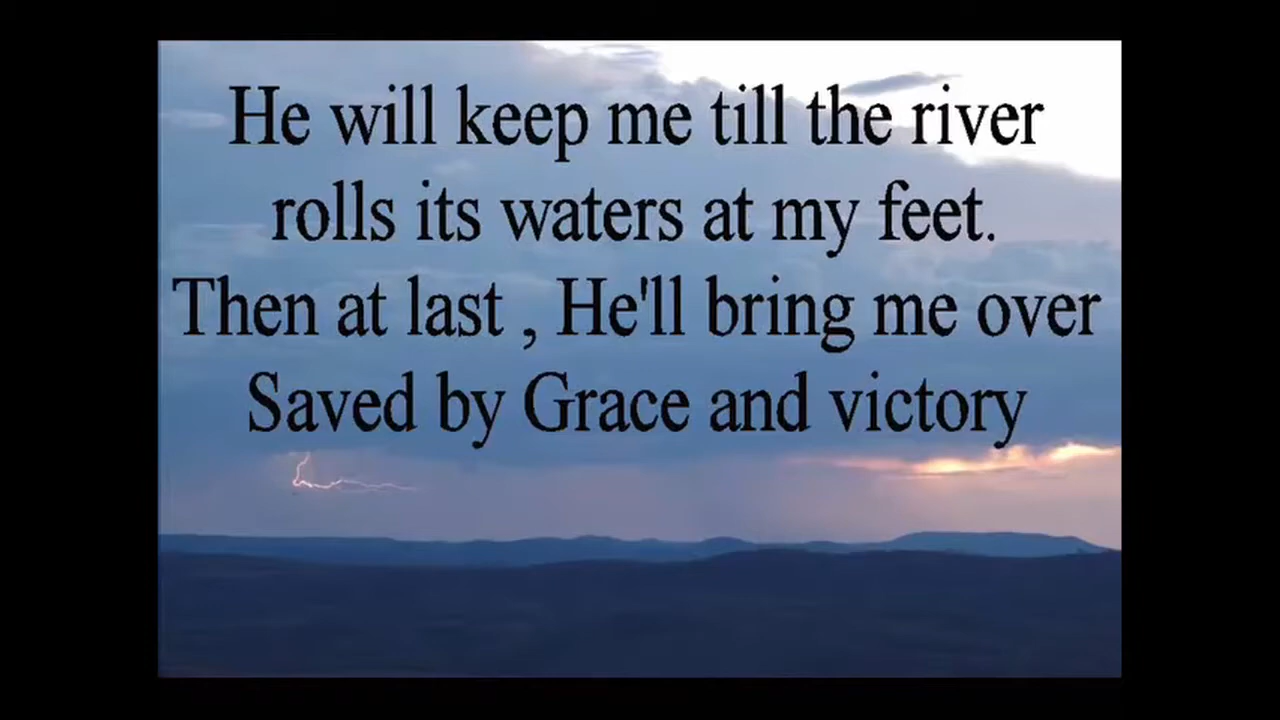 He will keep me till the river
rolls its waters at my feet.
Then at last , He'll bring me over
Saved by Grace and victory